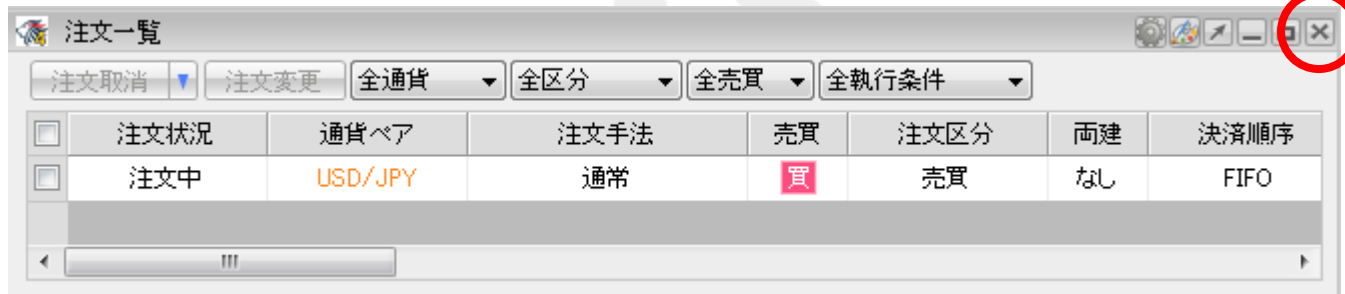 注文一覧
注文取消 ▼ 注文変更 全通貨 ▼ 全区分 ▼ 全売買 ▼ 全執行条件 ▼
注文状況 通貨ペア 注文手法 売買 注文区分 両建 決済順序
注文中 USD/JPY 通常 買 売買 なし FIFO